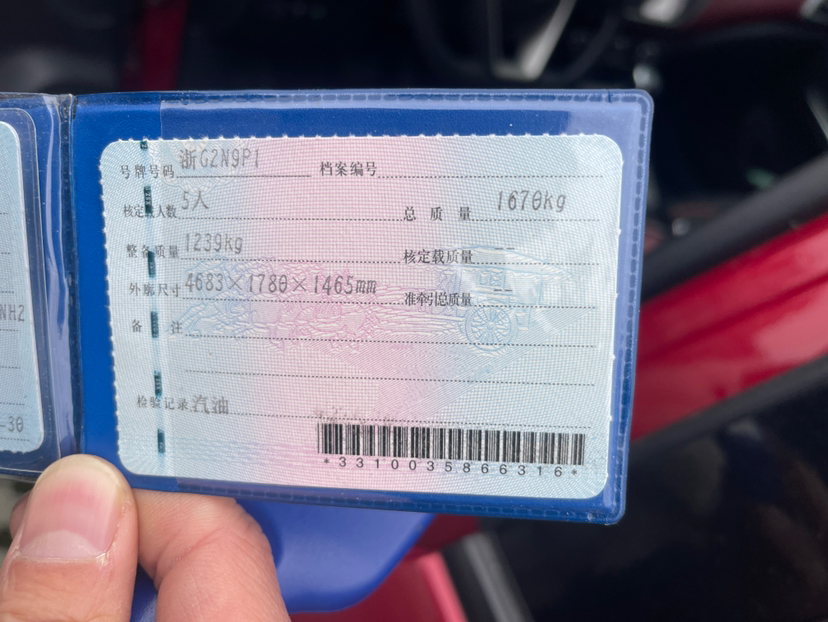 号牌号码 浙G2N9P1 档案编号
核定载人数 5人 总质量 1670kg
整备质量 1239kg 核定载质量 --
外廓尺寸 4683×1780×1465mm 准牵引总质量 --
备注
检验记录 汽油
*3310035866316*
NH2
-30